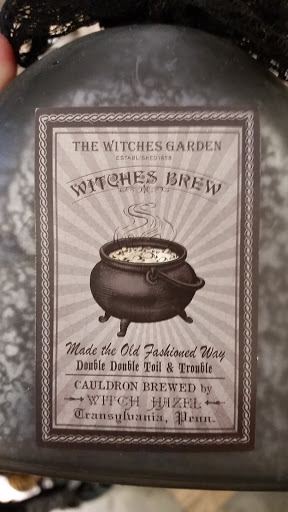 THE WITCHES GARDEN
ESTABLISHED 1878
WITCHES BREW
Made the Old Fashioned Way
Double Double Toil & Trouble
CAULDRON BREWED by
WITCH HAZEL
Transylvania, Penn.